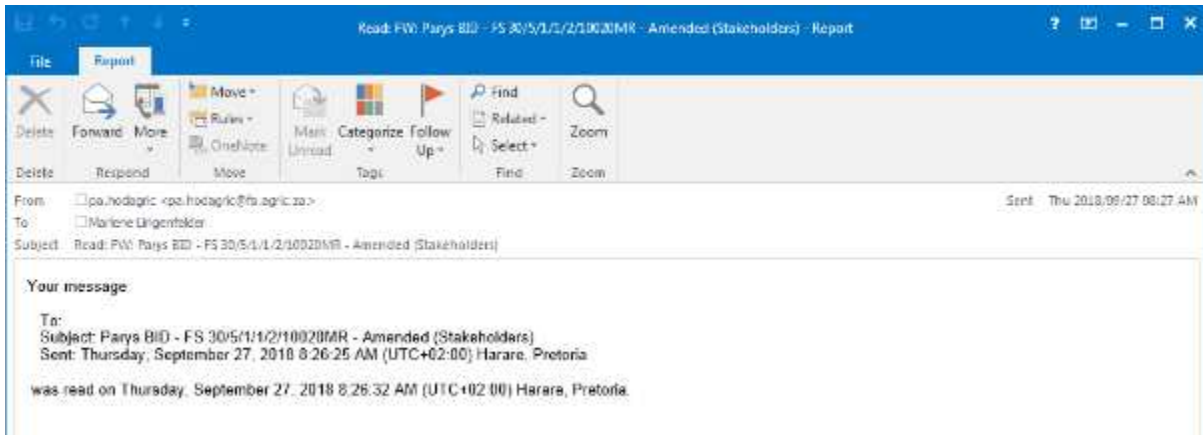 Read: FW: Parys BID - FS 30/5/1/1/2/10020MR - Amended (Stakeholders) - Report
File Report
Delete Forward More Move Rules OneNote Mark Unread Categorize Follow Up Find Related Select Zoom
Delete Respond Move Tags Find Zoom
From pa.hodagric <pa.hodagric@fs.agric.za> Sent Thu 2018/09/27 08:27 AM
To Marlene Lingenfelder
Subject Read: FW: Parys BID - FS 30/5/1/1/2/10020MR - Amended (Stakeholders)
Your message
To:
Subject: Parys BID - FS 30/5/1/1/2/10020MR - Amended (Stakeholders)
Sent: Thursday, September 27, 2018 8:26:25 AM (UTC+02:00) Harare, Pretoria
was read on Thursday, September 27, 2018 8:26:32 AM (UTC+02:00) Harare, Pretoria.